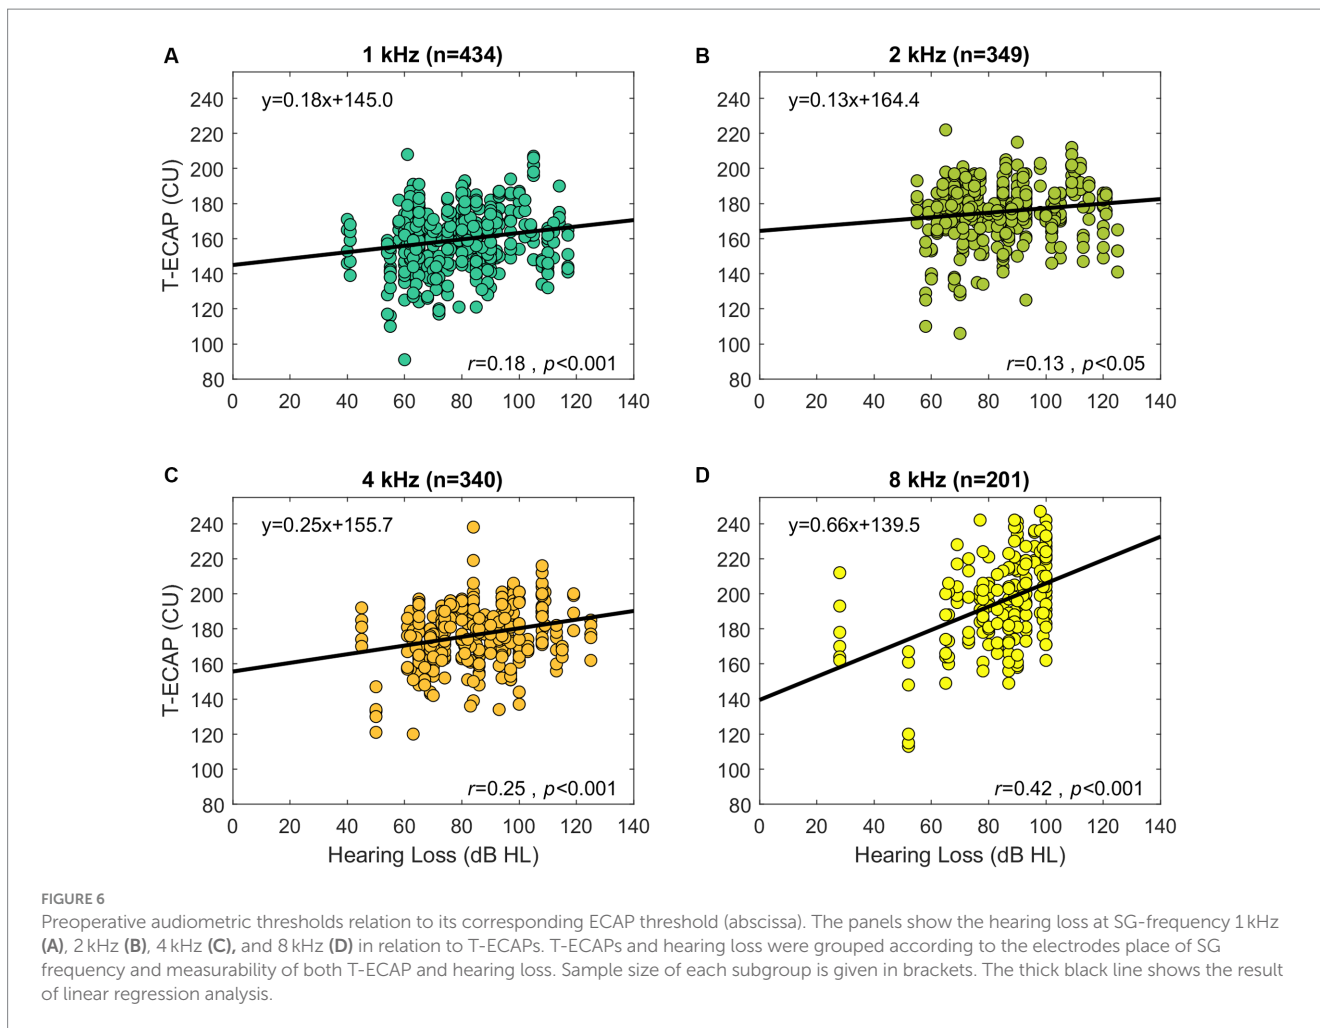 A
1 kHz (n=434)
y=0.18x+145.0
T-ECAP (CU)
240
220
200
180
160
140
120
100
80
r=0.18 , p<0.001
0 20 40 60 80 100 120 140
B
2 kHz (n=349)
y=0.13x+164.4
240
220
200
180
160
140
120
100
80
r=0.13 , p<0.05
0 20 40 60 80 100 120 140
C
4 kHz (n=340)
y=0.25x+155.7
T-ECAP (CU)
240
220
200
180
160
140
120
100
80
r=0.25 , p<0.001
0 20 40 60 80 100 120 140
Hearing Loss (dB HL)
D
8 kHz (n=201)
y=0.66x+139.5
240
220
200
180
160
140
120
100
80
r=0.42 , p<0.001
0 20 40 60 80 100 120 140
Hearing Loss (dB HL)
FIGURE 6
Preoperative audiometric thresholds relation to its corresponding ECAP threshold (abscissa). The panels show the hearing loss at SG-frequency 1 kHz
(A), 2 kHz (B), 4 kHz (C), and 8 kHz (D) in relation to T-ECAPs. T-ECAPs and hearing loss were grouped according to the electrodes place of SG
frequency and measurability of both T-ECAP and hearing loss. Sample size of each subgroup is given in brackets. The thick black line shows the result
of linear regression analysis.